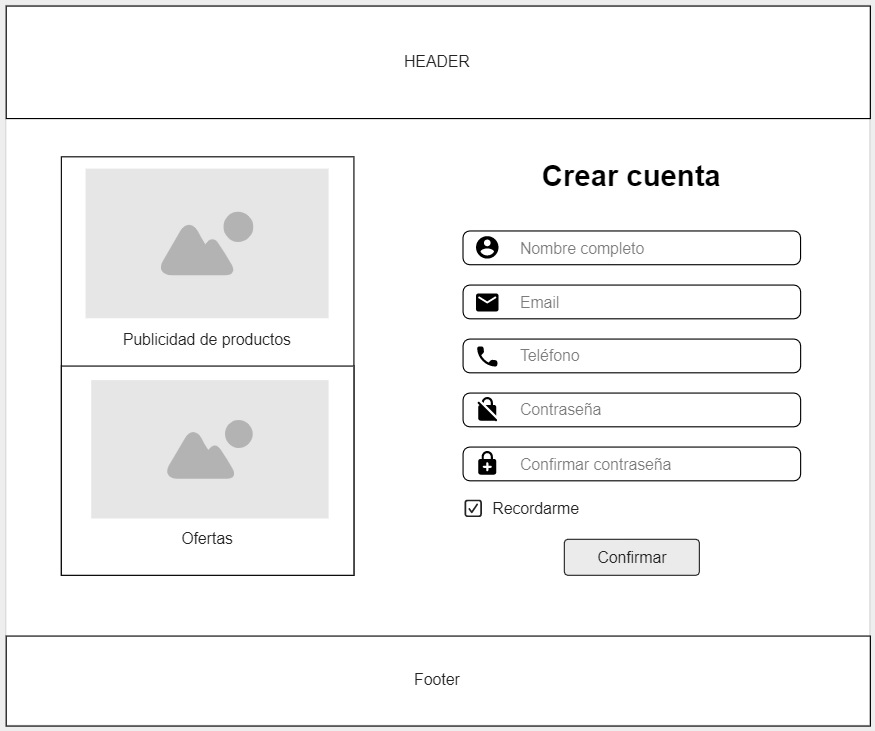 HEADER
Publicidad de productos
Ofertas
Crear cuenta
Nombre completo
Email
Teléfono
Contraseña
Confirmar contraseña
Recordarme
Confirmar
Footer